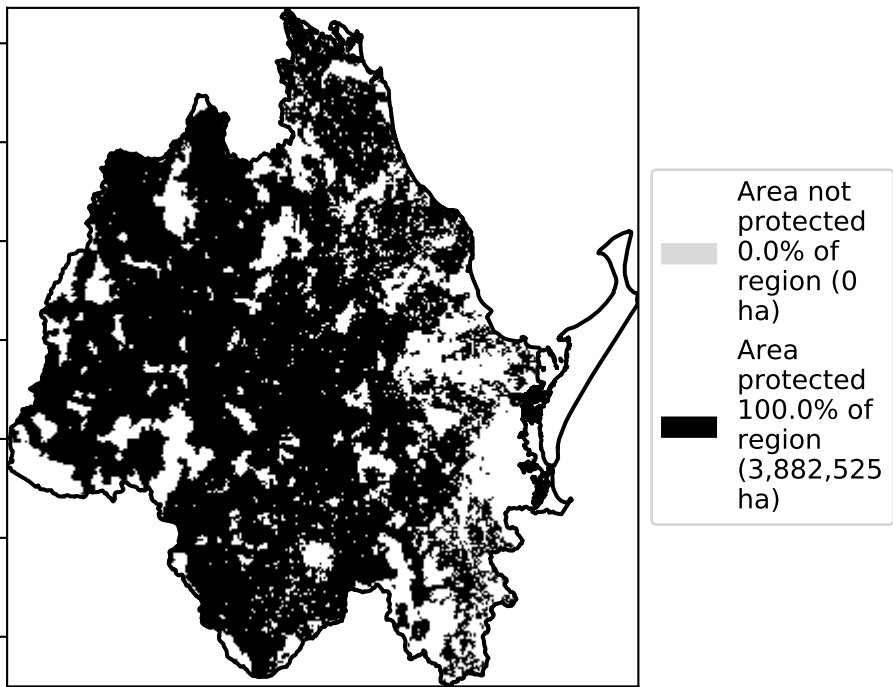 Area not
protected
0.0% of
region (0
ha)
Area
protected
100.0% of
region
(3,882,525
ha)